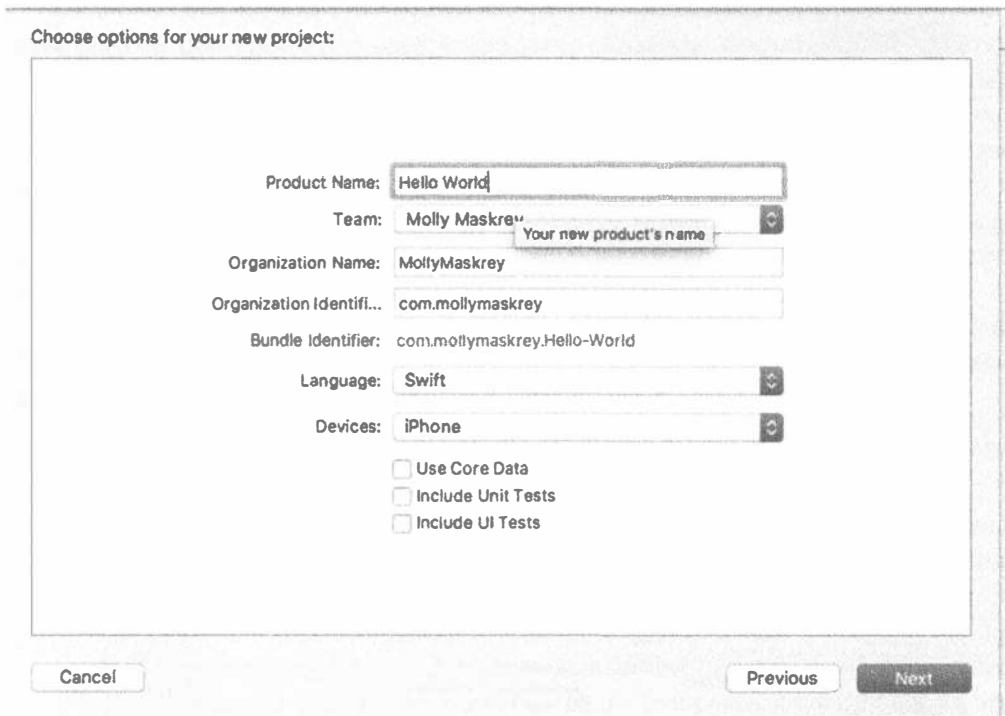 Choose options for your new project:
Product Name: Hello World
Team: Molly Maskrey
Your new product's name
Organization Name: MollyMaskrey
Organization Identifi... com.mollymaskrey
Bundle Identifier: com.mollymaskrey.Hello-World
Language: Swift
Devices: iPhone
Use Core Data
Include Unit Tests
Include UI Tests
Cancel Previous Next